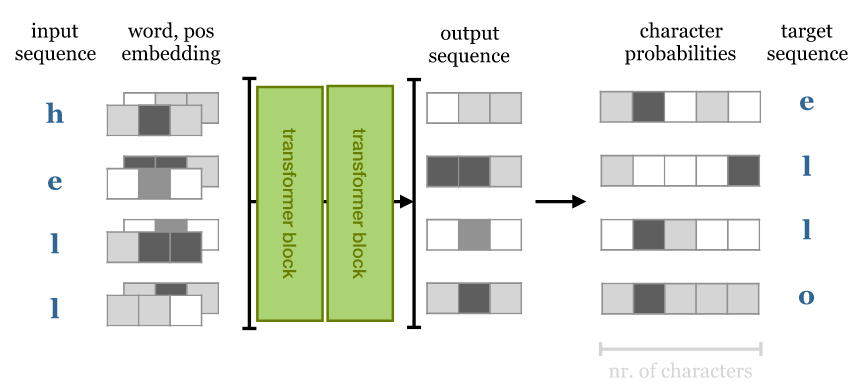 input
sequence
word, pos
embedding
output
sequence
character
probabilities
target
sequence
h
e
l
l
transformer block
transformer block
e
l
l
o
nr. of characters